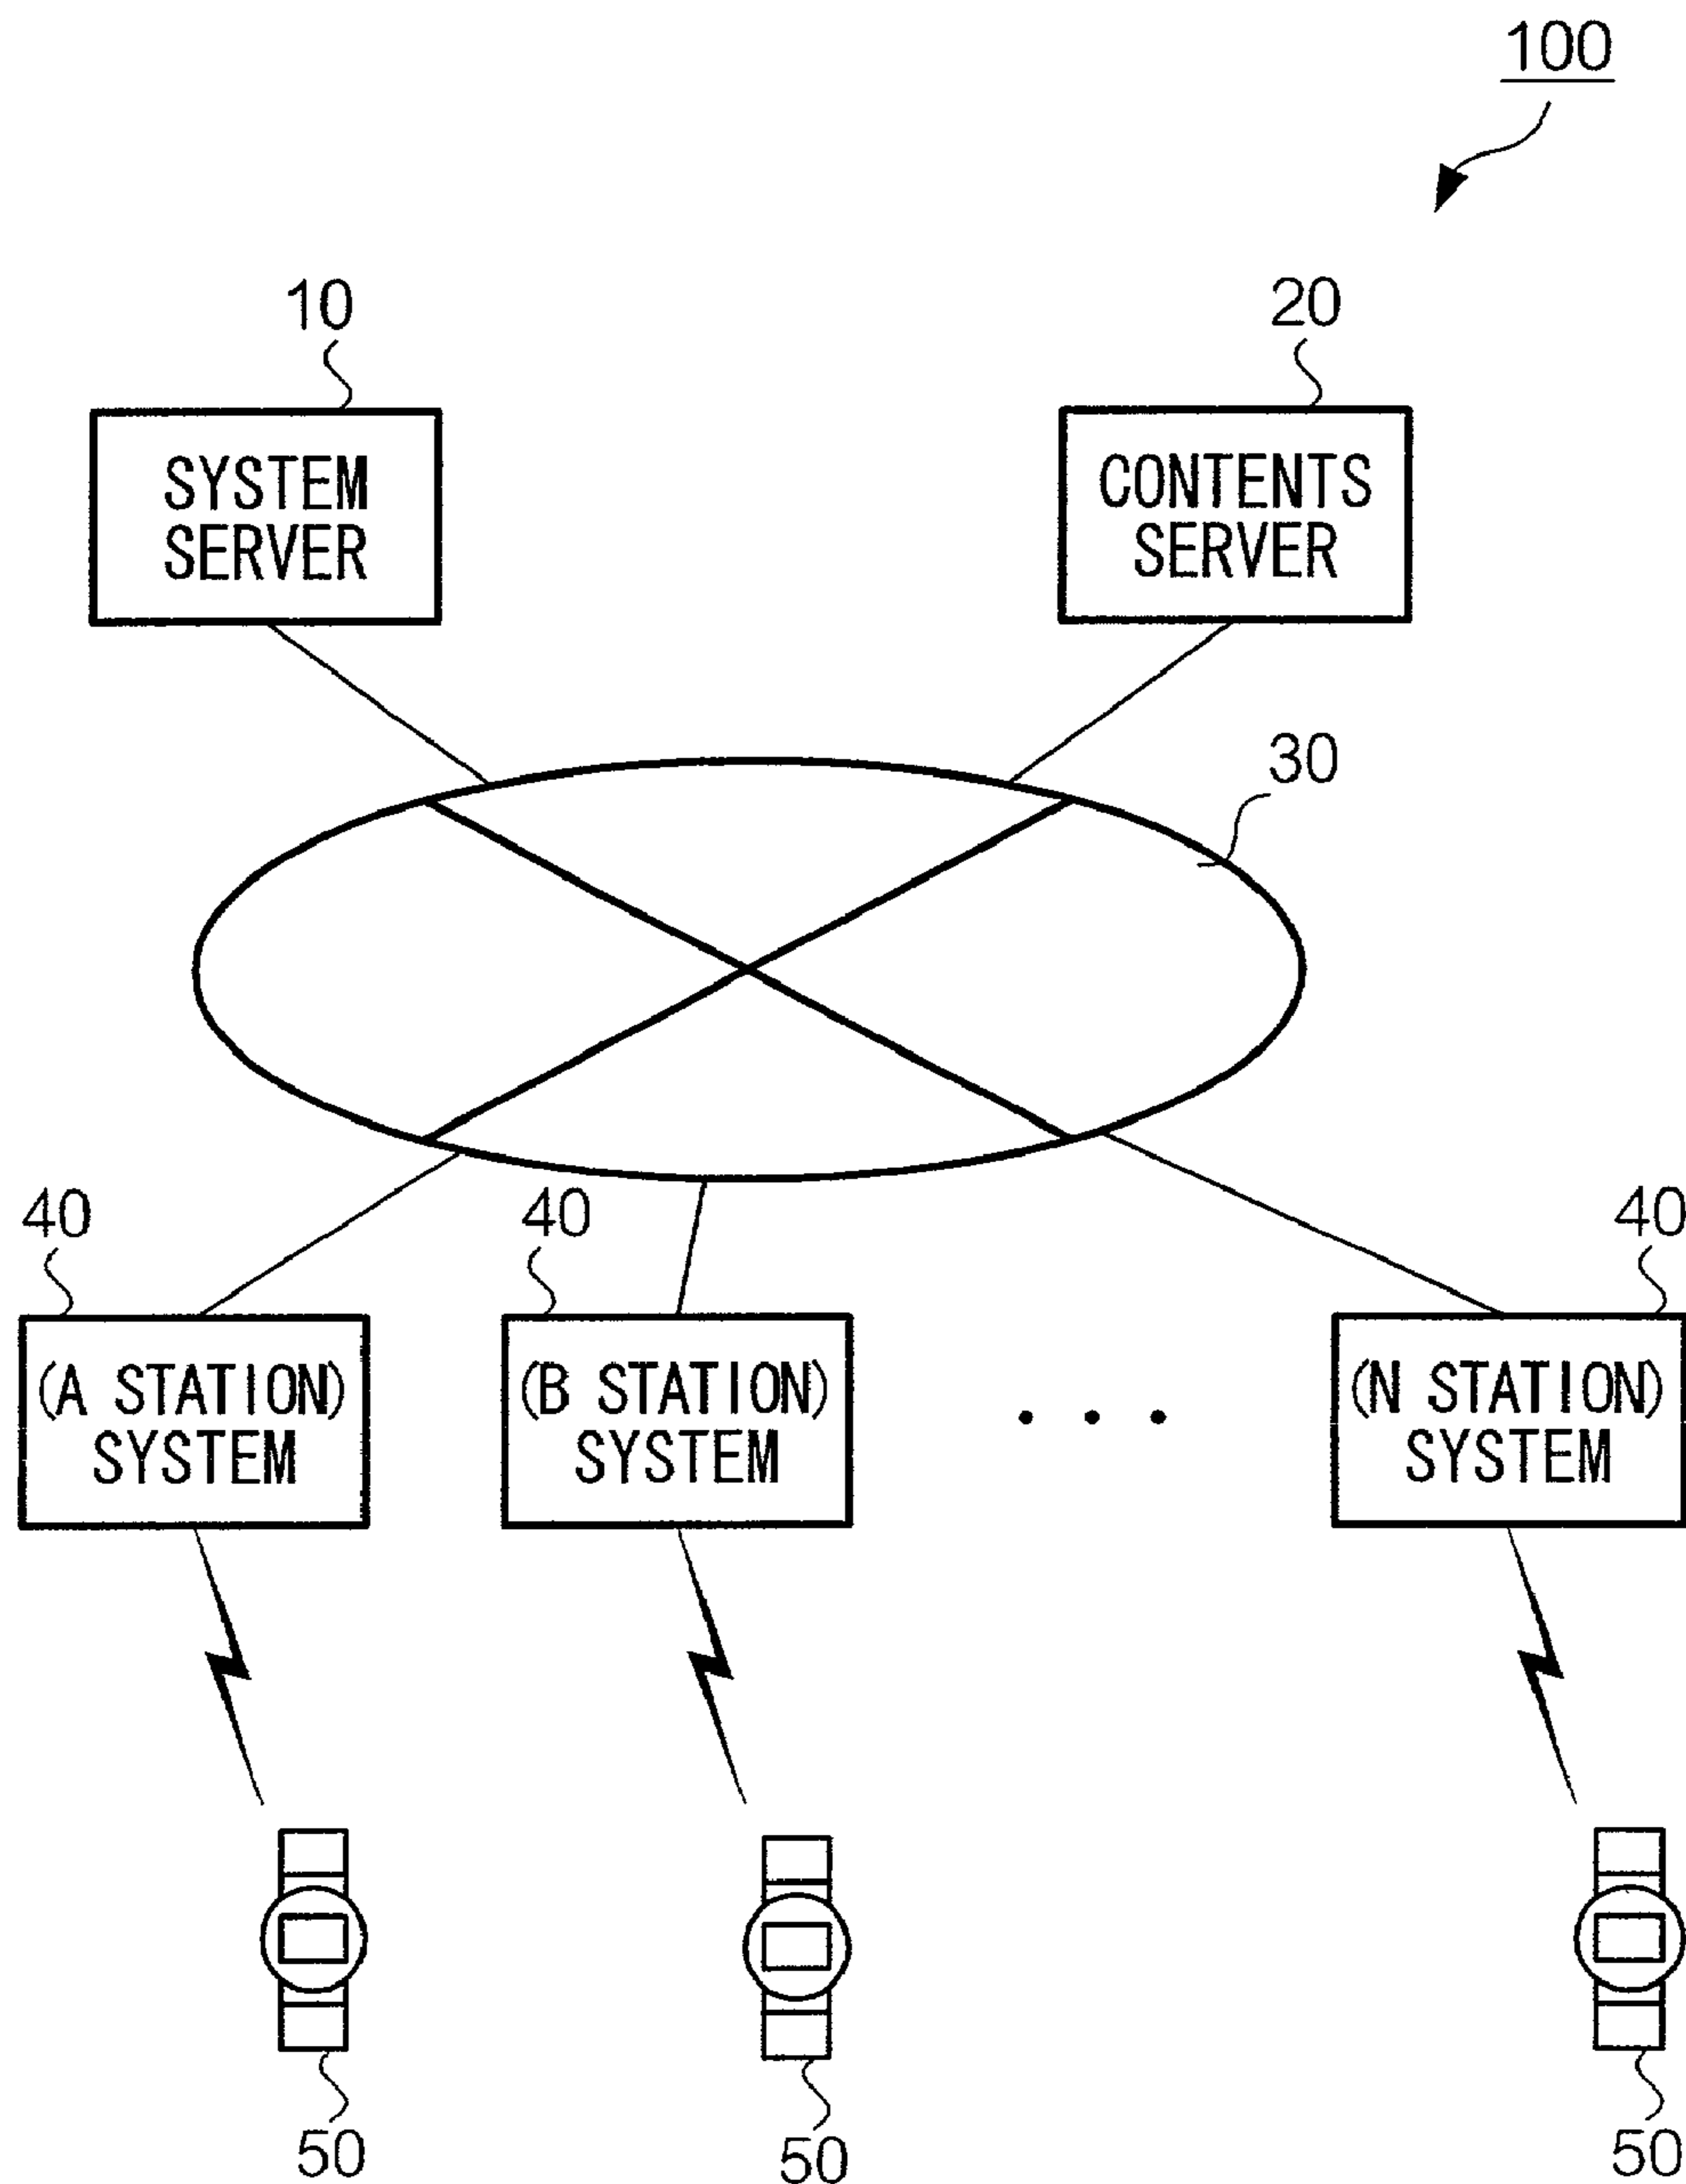 100
10
20
SYSTEM
SERVER
CONTENTS
SERVER
30
40
40
40
(A STATION)
SYSTEM
(B STATION)
SYSTEM
• • •
(N STATION)
SYSTEM
50
50
50